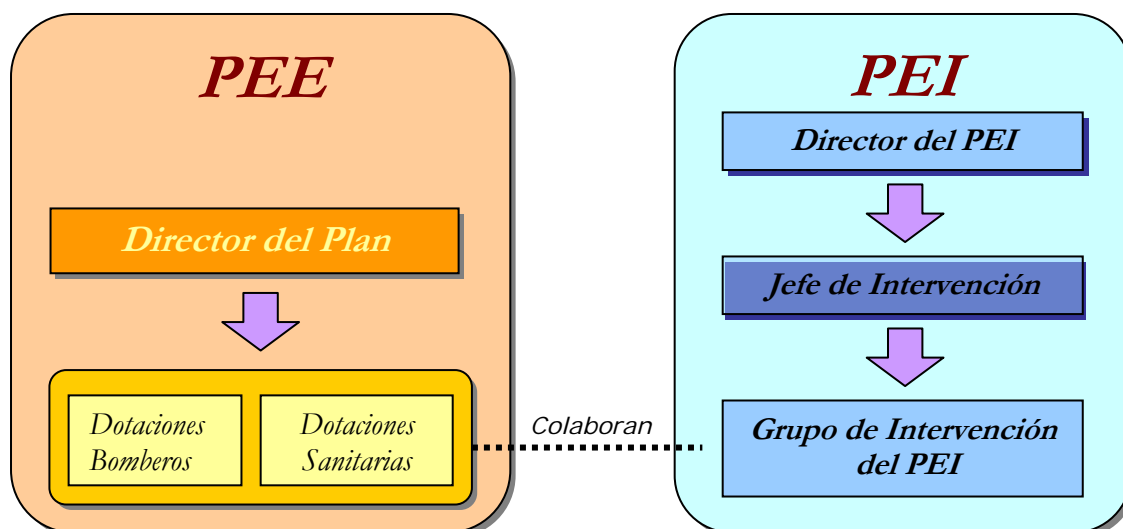 PEE
Director del Plan
Dotaciones
Bomberos
Dotaciones
Sanitarias
Colaboran
PEI
Director del PEI
Jefe de Intervención
Grupo de Intervención
del PEI